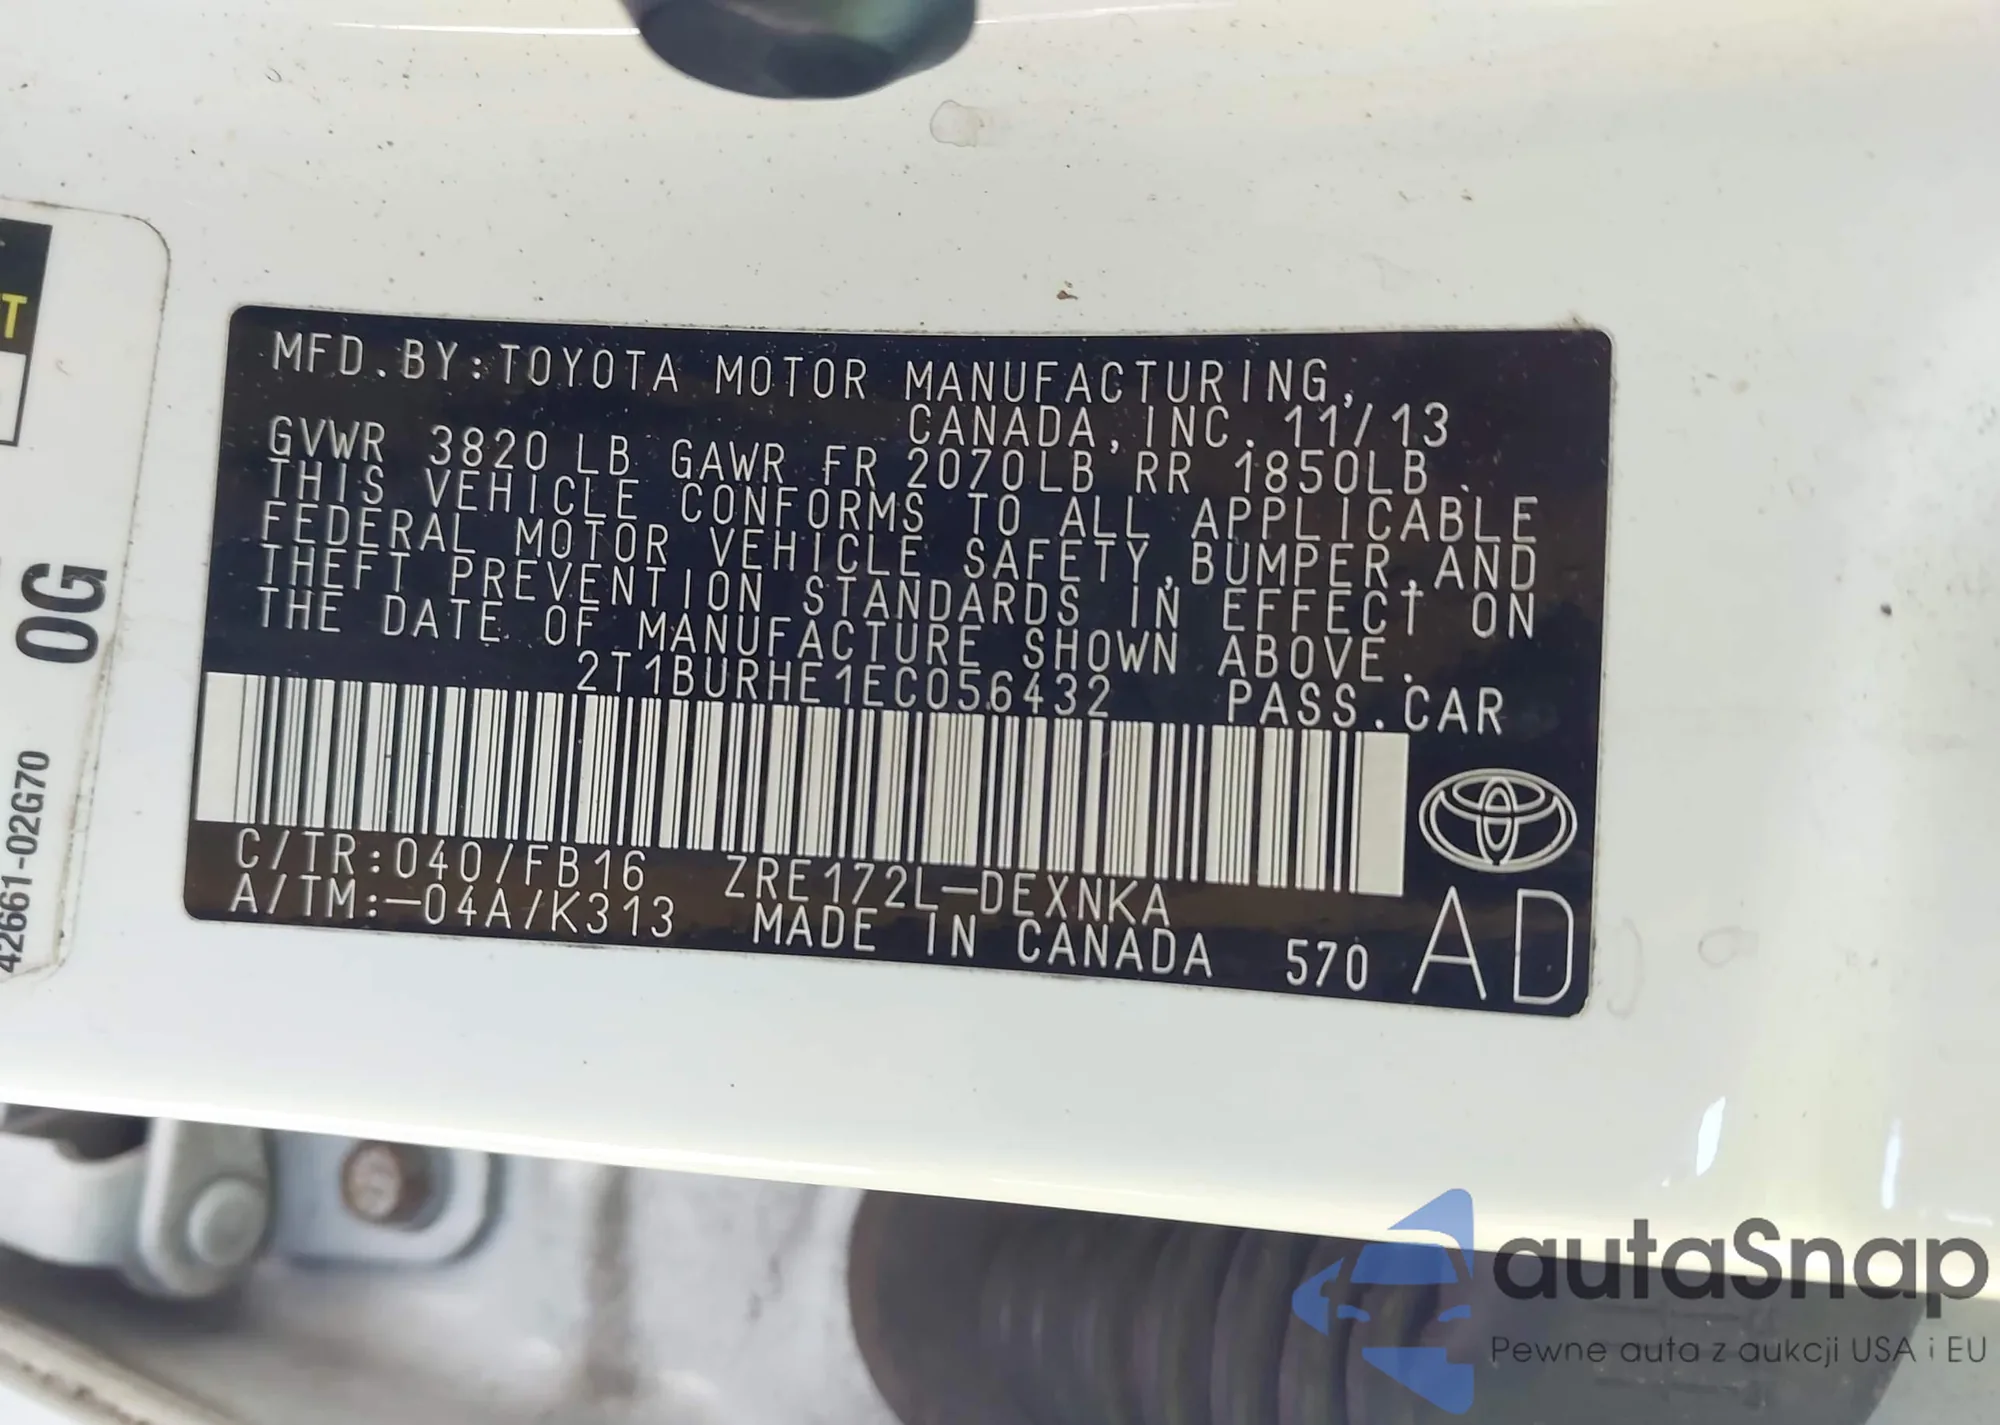 T
0G
42661-02G70
MFD.BY:TOYOTA MOTOR MANUFACTURING,
CANADA,INC. 11/13
GVWR 3820LB GAWR FR 2070LB RR 1850LB
THIS VEHICLE CONFORMS TO ALL APPLICABLE
FEDERAL MOTOR VEHICLE SAFETY,BUMPER,AND
THEFT PREVENTION STANDARDS IN EFFECT ON
THE DATE OF MANUFACTURE SHOWN ABOVE.
2T1BURHE1EC056432 PASS.CAR
C/TR:040/FB16 ZRE172L-DEXNKA
A/TM:-04A/K313 MADE IN CANADA 570 AD
autaSnap
Pewne auta z aukcji USA i EU